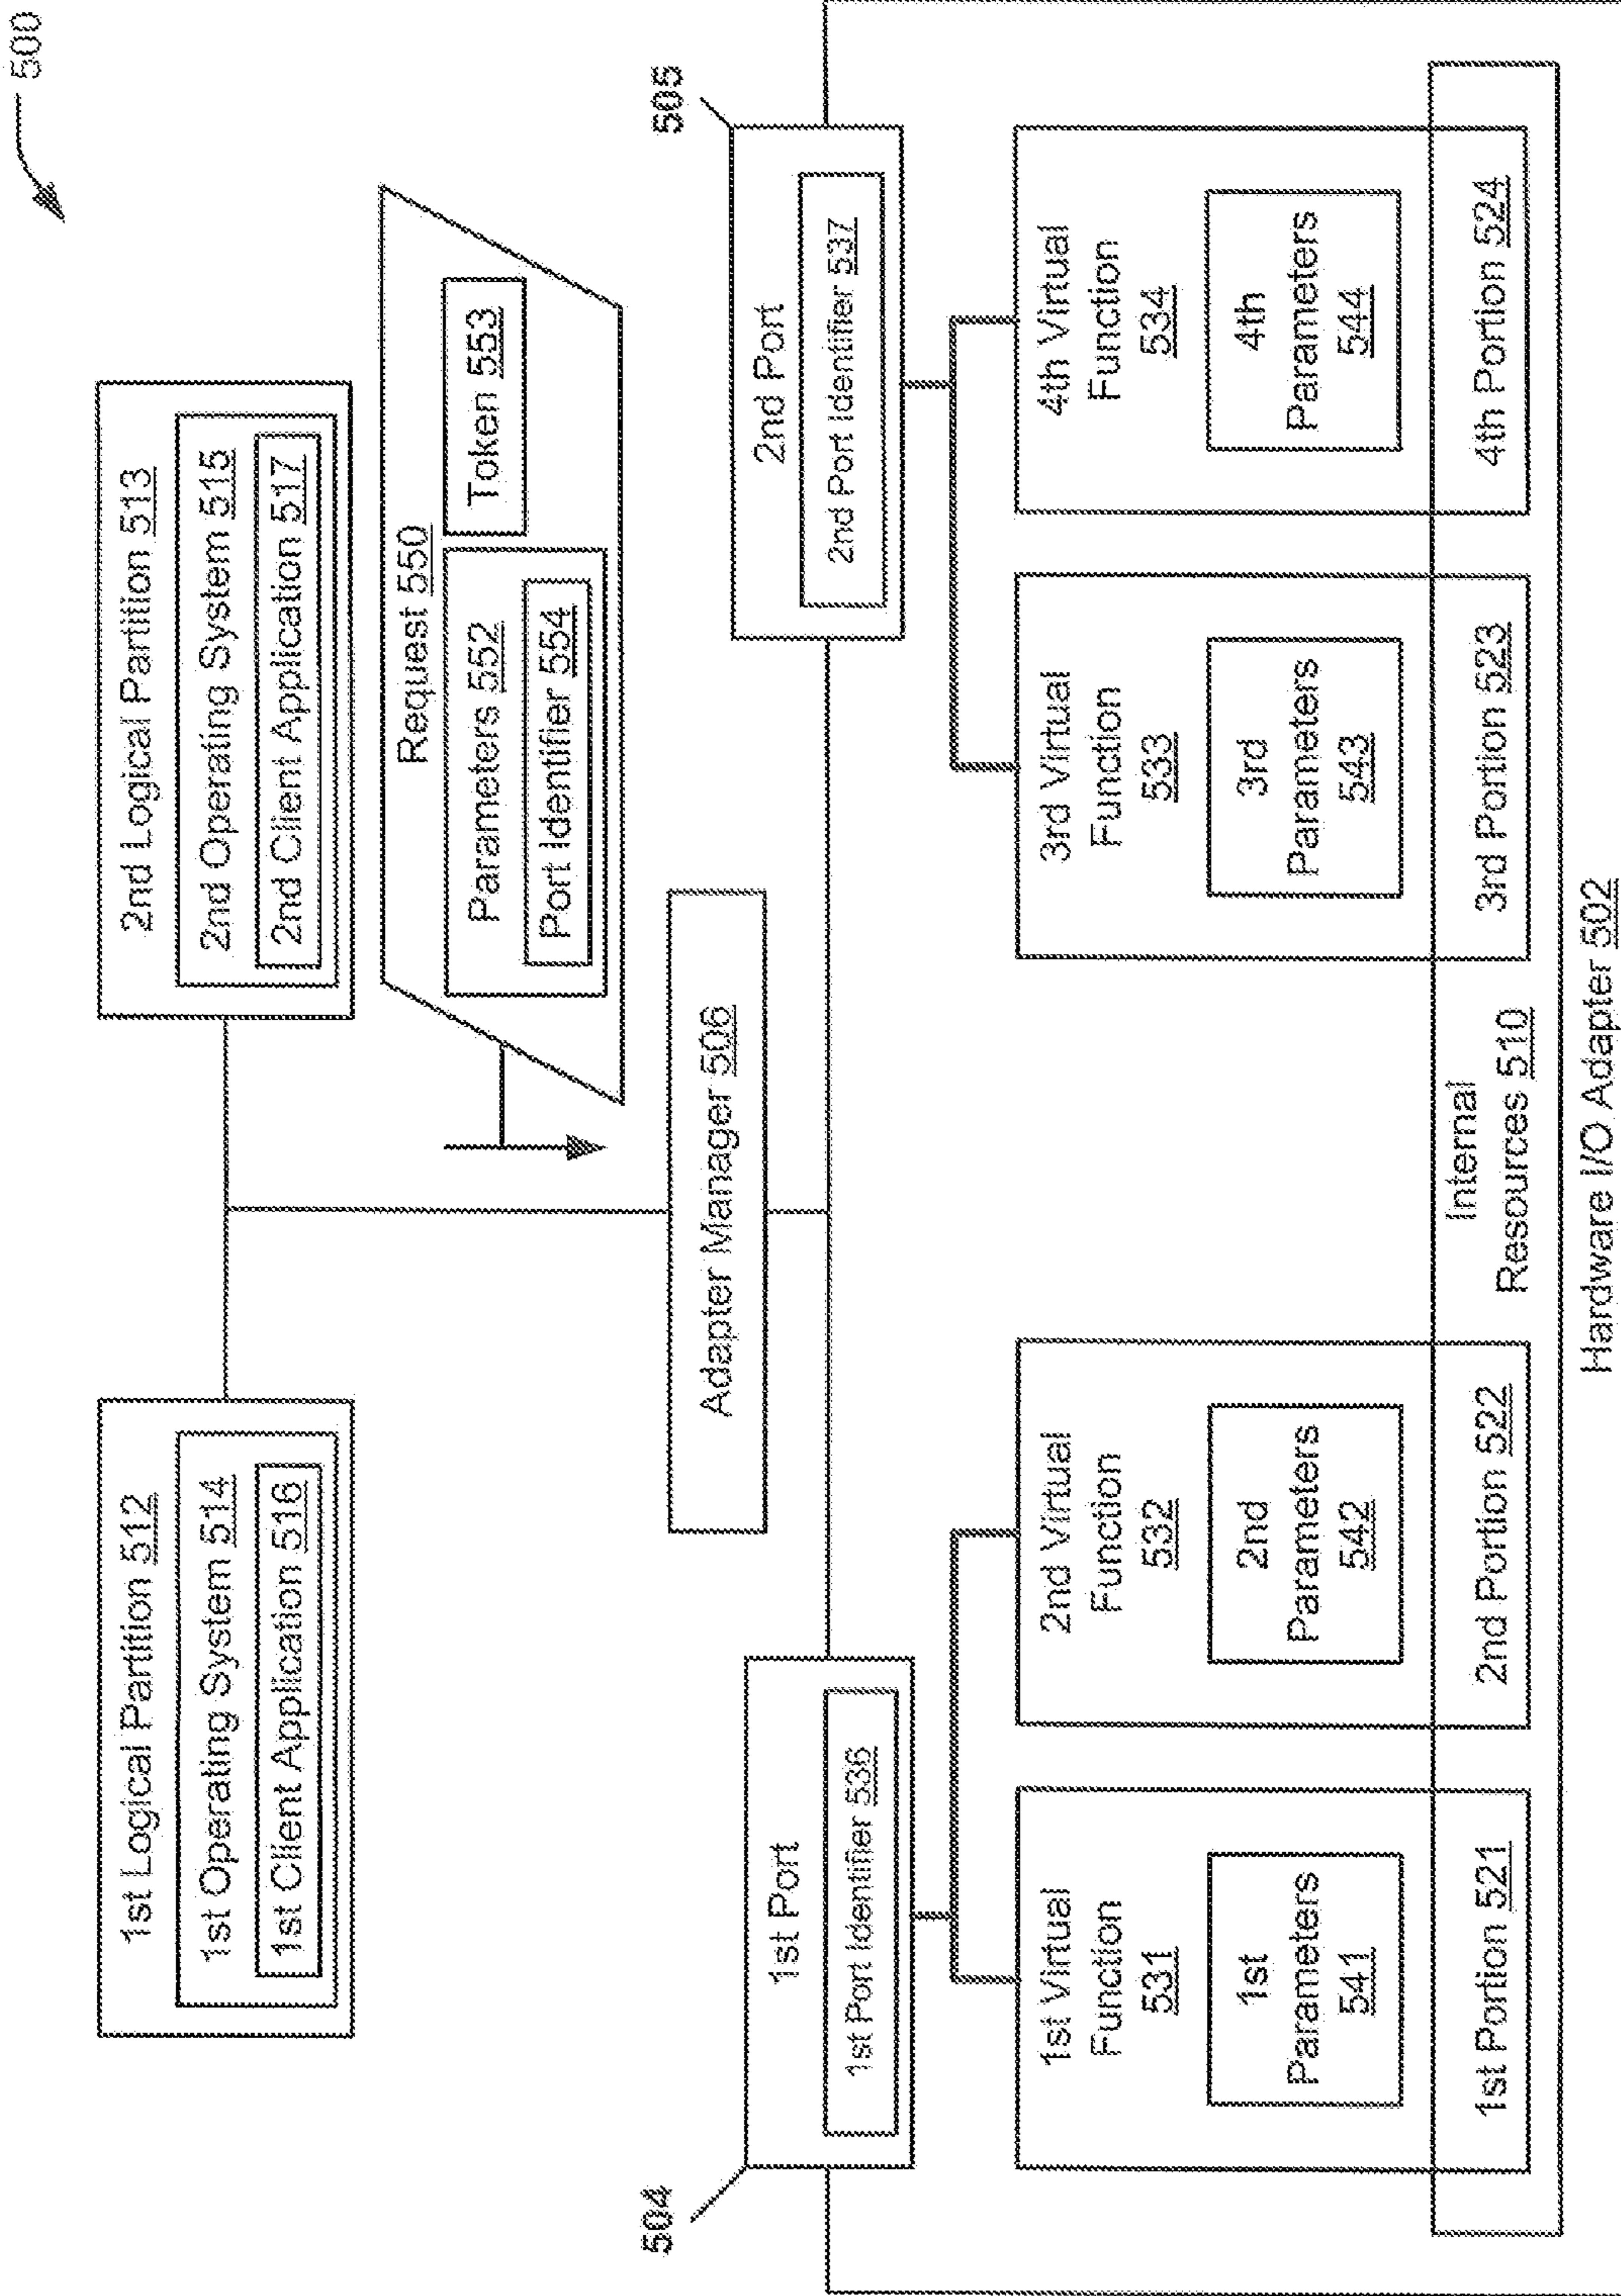 500
1st Logical Partition 512
1st Operating System 514
1st Client Application 516
2nd Logical Partition 513
2nd Operating System 515
2nd Client Application 517
Request 550
Parameters 552
Port Identifier 554
Token 553
Adapter Manager 506
504
1st Port
1st Port Identifier 536
505
2nd Port
2nd Port Identifier 537
1st Virtual
Function
531
1st
Parameters
541
1st Portion 521
2nd Virtual
Function
532
2nd
Parameters
542
2nd Portion 522
Internal
Resources 510
3rd Virtual
Function
533
3rd
Parameters
543
3rd Portion 523
4th Virtual
Function
534
4th
Parameters
544
4th Portion 524
Hardware I/O Adapter 502